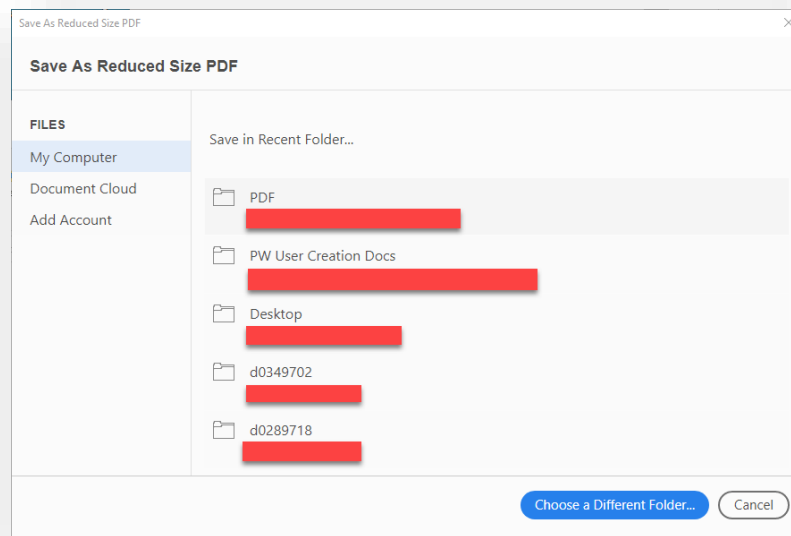 Save As Reduced Size PDF
Save As Reduced Size PDF
FILES
My Computer
Document Cloud
Add Account
Save in Recent Folder...
PDF
PW User Creation Docs
Desktop
d0349702
d0289718
Choose a Different Folder...
Cancel